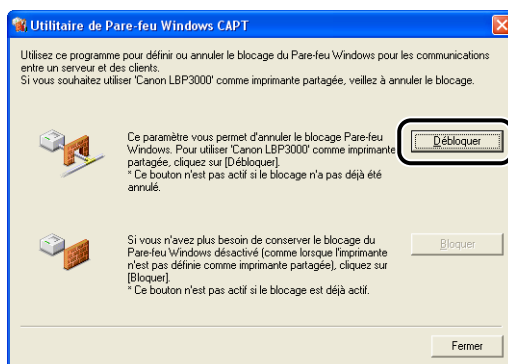 Utilitaire de Pare-feu Windows CAPT
Utilisez ce programme pour définir ou annuler le blocage du Pare-feu Windows pour les communications
entre un serveur et des clients.
Si vous souhaitez utiliser 'Canon LBP3000' comme imprimante partagée, veillez à annuler le blocage.
Ce paramètre vous permet d'annuler le blocage Pare-feu
Windows. Pour utiliser 'Canon LBP3000' comme imprimante
partagée, cliquez sur [Débloquer].
* Ce bouton n'est pas actif si le blocage n'a pas déjà été
annulé.
Débloquer
Si vous n'avez plus besoin de conserver le blocage du
Pare-feu Windows désactivé (comme lorsque l'imprimante
n'est pas définie comme imprimante partagée), cliquez sur
[Bloquer].
* Ce bouton n'est pas actif si le blocage est déjà actif.
Bloquer
Fermer